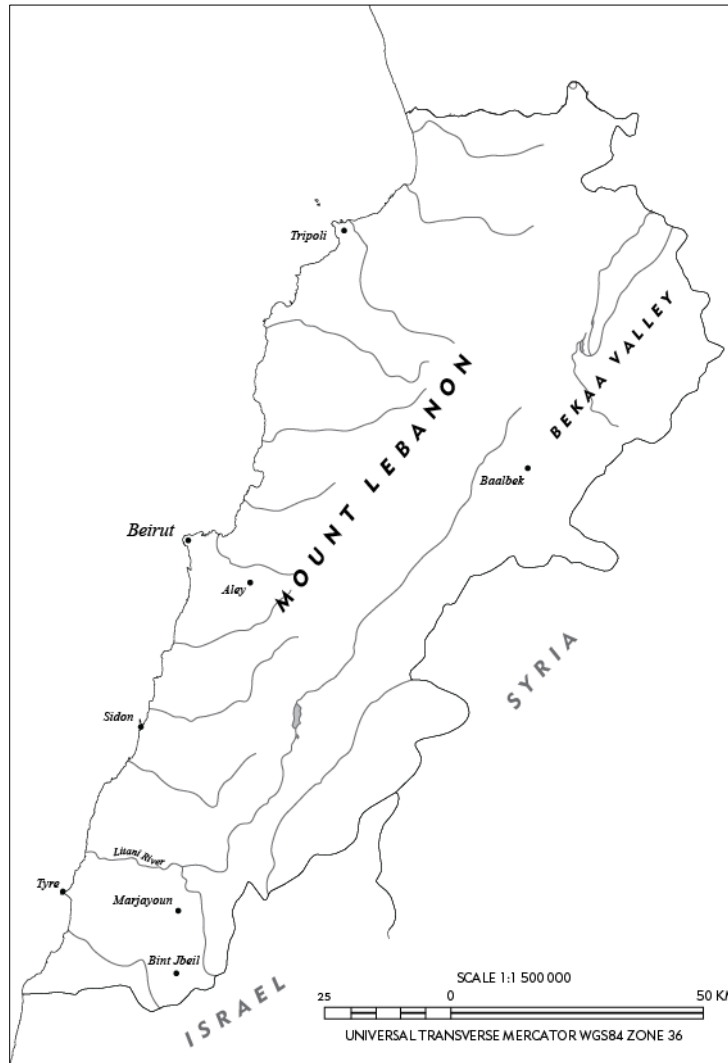 Tripoli
MOUNT LEBANON
BEKAA VALLEY
Baalbek
Beirut
Aley
SYRIA
Sidon
Litani River
Tyre
Marjayoun
Bint Jbeil
ISRAEL
SCALE 1:1 500 000
25 0 50 KM
UNIVERSAL TRANSVERSE MERCATOR WGS84 ZONE 36